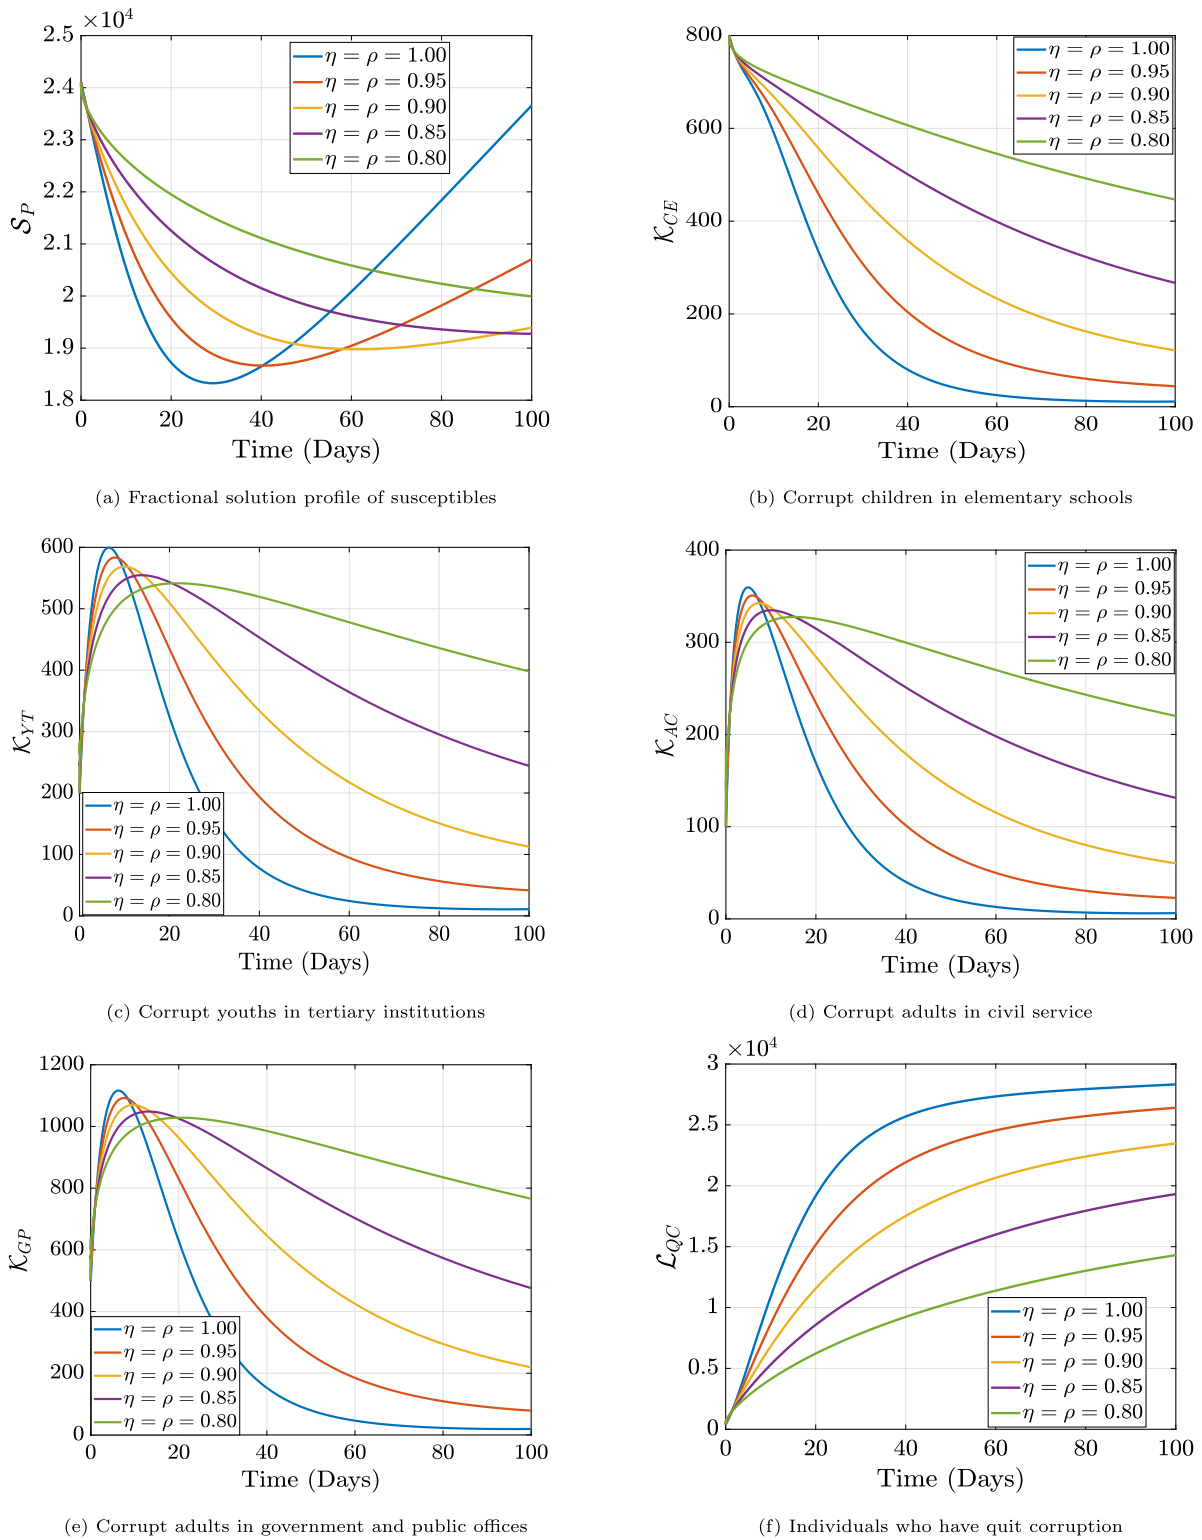 ×10⁴
2.5
2.4
2.3
2.2
2.1
2
1.9
1.8
S_P
0 20 40 60 80 100
Time (Days)
η = ρ = 1.00
η = ρ = 0.95
η = ρ = 0.90
η = ρ = 0.85
η = ρ = 0.80
(a) Fractional solution profile of susceptibles
800
600
400
200
0
K_CE
0 20 40 60 80 100
Time (Days)
η = ρ = 1.00
η = ρ = 0.95
η = ρ = 0.90
η = ρ = 0.85
η = ρ = 0.80
(b) Corrupt children in elementary schools
600
500
400
300
200
100
0
K_YT
0 20 40 60 80 100
Time (Days)
η = ρ = 1.00
η = ρ = 0.95
η = ρ = 0.90
η = ρ = 0.85
η = ρ = 0.80
(c) Corrupt youths in tertiary institutions
400
300
200
100
0
K_AC
0 20 40 60 80 100
Time (Days)
η = ρ = 1.00
η = ρ = 0.95
η = ρ = 0.90
η = ρ = 0.85
η = ρ = 0.80
(d) Corrupt adults in civil service
1200
1000
800
600
400
200
0
K_GP
0 20 40 60 80 100
Time (Days)
η = ρ = 1.00
η = ρ = 0.95
η = ρ = 0.90
η = ρ = 0.85
η = ρ = 0.80
(e) Corrupt adults in government and public offices
×10⁴
3
2.5
2
1.5
1
0.5
0
L_QC
0 20 40 60 80 100
Time (Days)
η = ρ = 1.00
η = ρ = 0.95
η = ρ = 0.90
η = ρ = 0.85
η = ρ = 0.80
(f) Individuals who have quit corruption